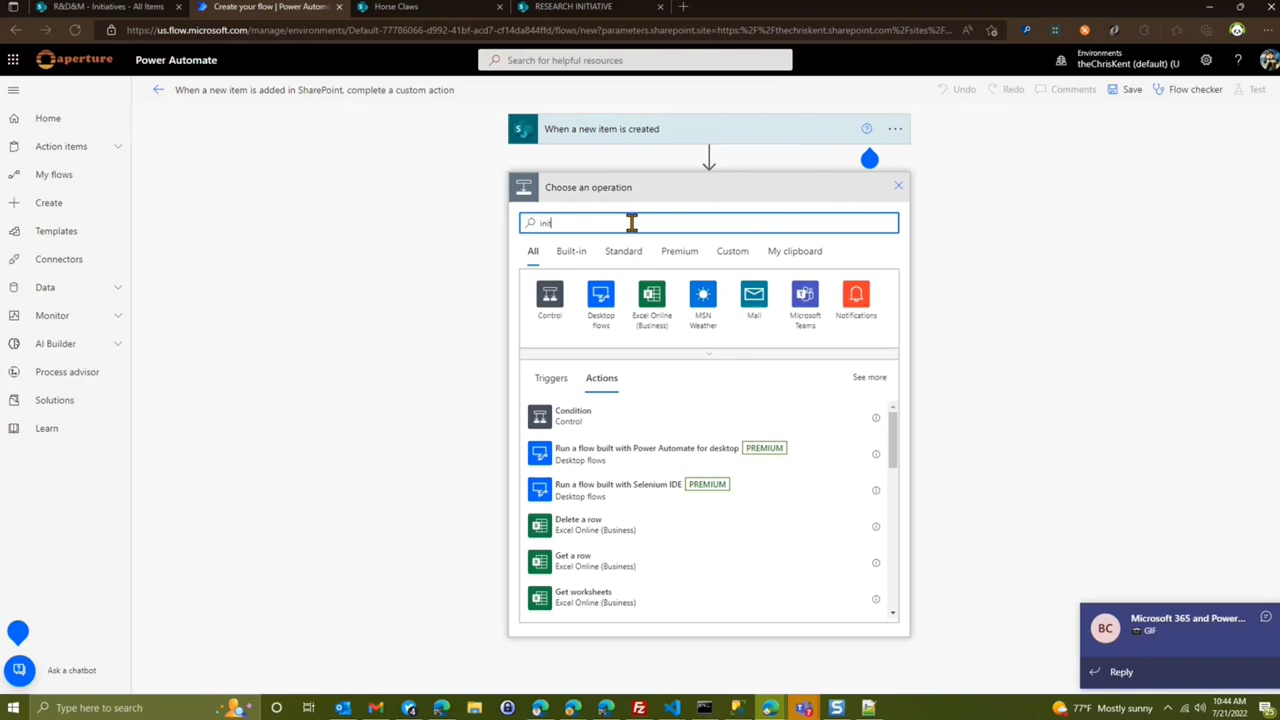 R&D&M - Initiatives - All Items
Create your flow | Power Automa
Horse Claws
RESEARCH INITIATIVE
https://us.flow.microsoft.com/manage/environments/Default-77786066-d992-41bf-acd7-cf14da844ffd/flows/new?parameters.sharepoint.site=https:%2F%2Fthechriskent.sharepoint.com%2Fsites%2...
aperture
Power Automate
Search for helpful resources
Environments
theChrisKent (default) (U
When a new item is added in SharePoint, complete a custom action
Undo
Redo
Comments
Save
Flow checker
Test
Home
Action items
My flows
Create
Templates
Connectors
Data
Monitor
AI Builder
Process advisor
Solutions
Learn
Ask a chatbot
When a new item is created
Choose an operation
init
All
Built-in
Standard
Premium
Custom
My clipboard
Control
Desktop flows
Excel Online (Business)
MSN Weather
Mail
Microsoft Teams
Notifications
Triggers
Actions
See more
Condition
Control
Run a flow built with Power Automate for desktop PREMIUM
Desktop flows
Run a flow built with Selenium IDE PREMIUM
Desktop flows
Delete a row
Excel Online (Business)
Get a row
Excel Online (Business)
Get worksheets
Excel Online (Business)
BC
Microsoft 365 and Power...
GIF
Reply
Type here to search
77°F Mostly sunny
10:44 AM
7/21/2022